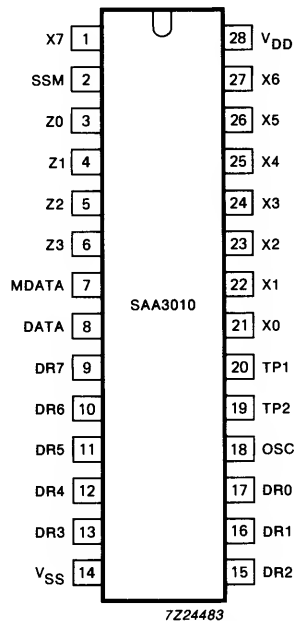 X7 1 28 VDD
SSM 2 27 X6
Z0 3 26 X5
Z1 4 25 X4
Z2 5 24 X3
Z3 6 23 X2
MDATA 7 22 X1
SAA3010
DATA 8 21 X0
DR7 9 20 TP1
DR6 10 19 TP2
DR5 11 18 OSC
DR4 12 17 DR0
DR3 13 16 DR1
VSS 14 15 DR2
7Z24483